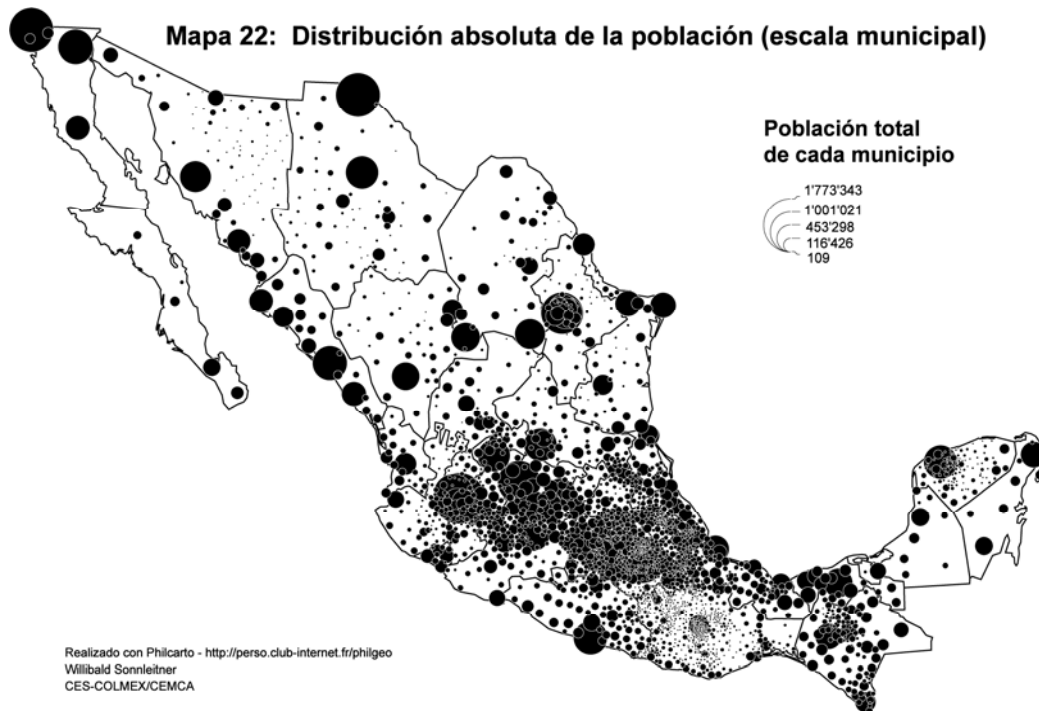 Mapa 22: Distribución absoluta de la población (escala municipal)
Población total
de cada municipio
1'773'343
1'001'021
453'298
116'426
109
Realizado con Philcarto - http://perso.club-internet.fr/philgeo
Willibald Sonnleitner
CES-COLMEX/CEMCA